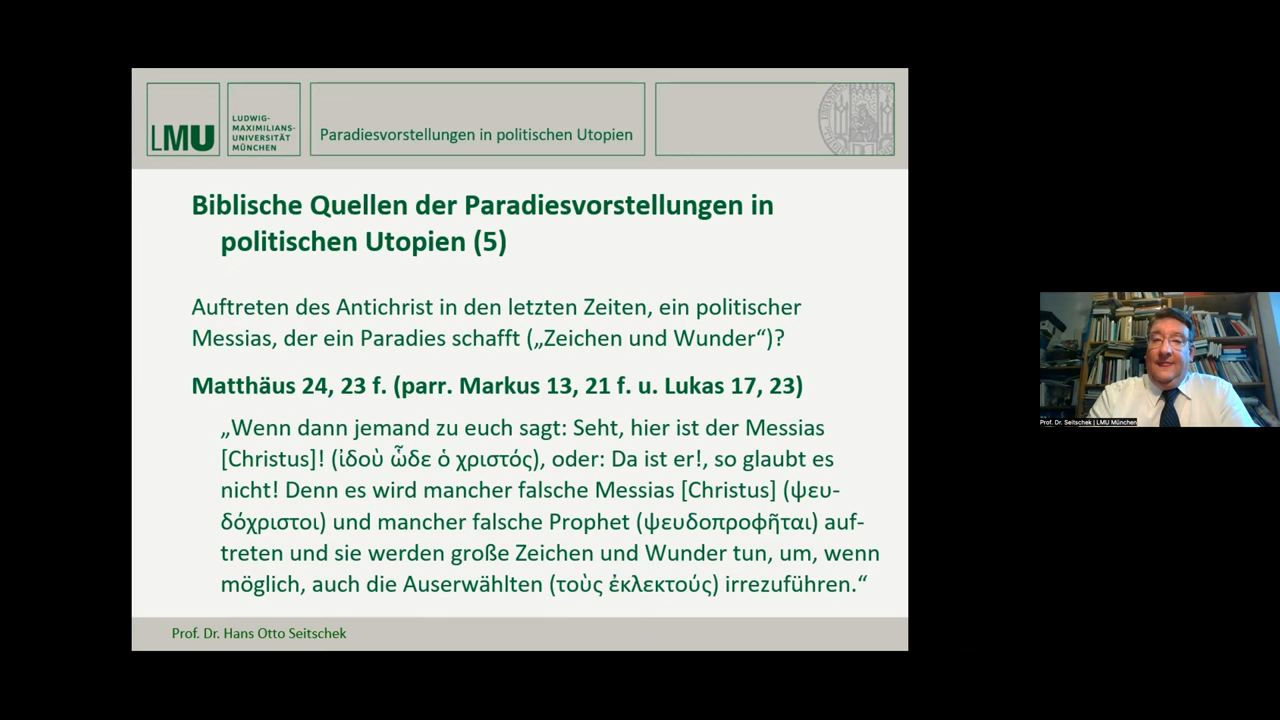 LMU
LUDWIG-
MAXIMILIANS-
UNIVERSITÄT
MÜNCHEN
Paradiesvorstellungen in politischen Utopien
Biblische Quellen der Paradiesvorstellungen in
politischen Utopien (5)
Auftreten des Antichrist in den letzten Zeiten, ein politischer
Messias, der ein Paradies schafft („Zeichen und Wunder“)?
Matthäus 24, 23 f. (parr. Markus 13, 21 f. u. Lukas 17, 23)
„Wenn dann jemand zu euch sagt: Seht, hier ist der Messias
[Christus]! (ἰδοὺ ὧδε ὁ χριστός), oder: Da ist er!, so glaubt es
nicht! Denn es wird mancher falsche Messias [Christus] (ψευ-
δόχριστοι) und mancher falsche Prophet (ψευδοπροφῆται) auf-
treten und sie werden große Zeichen und Wunder tun, um, wenn
möglich, auch die Auserwählten (τοὺς ἐκλεκτούς) irrezuführen.“
Prof. Dr. Hans Otto Seitschek
Prof. Dr. Seitschek | LMU München